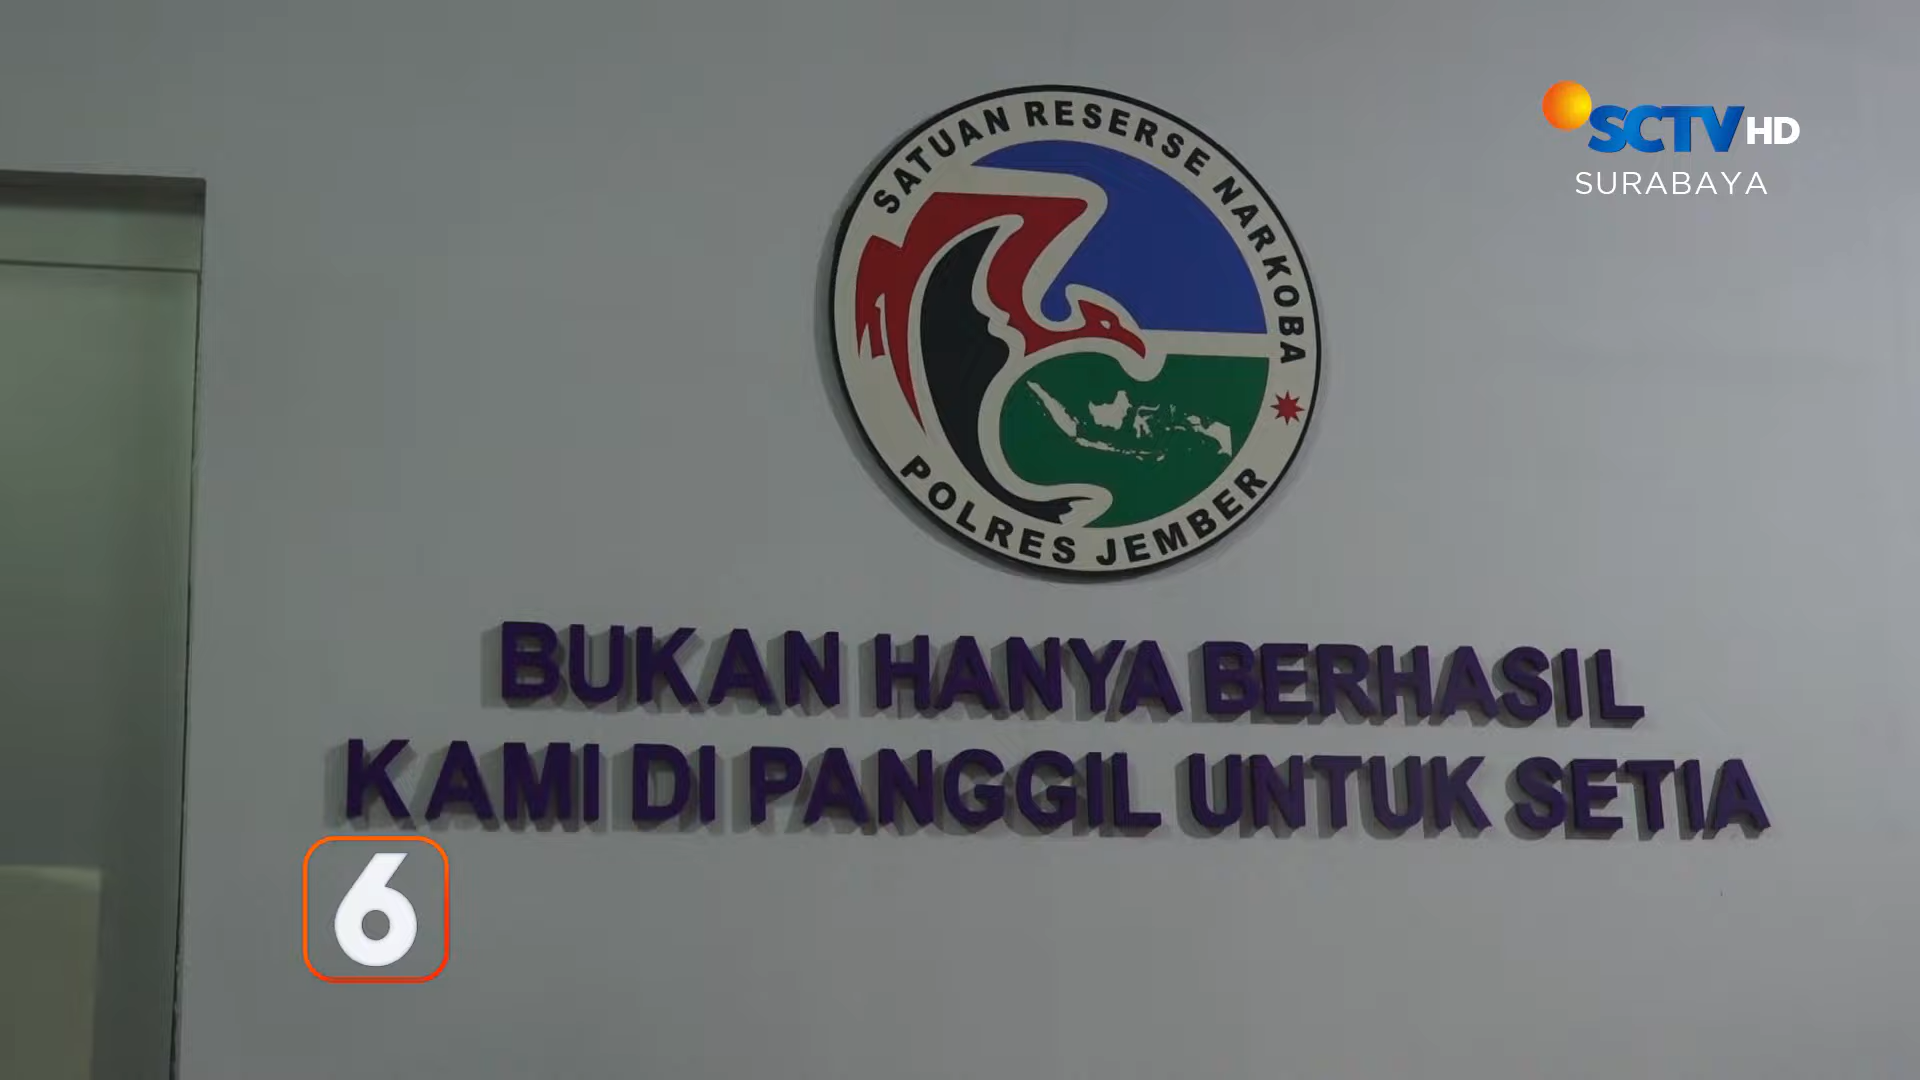 SATUAN RESERSE NARKOBA
POLRES JEMBER
SCTV HD
SURABAYA
BUKAN HANYA BERHASIL
KAMI DI PANGGIL UNTUK SETIA
6